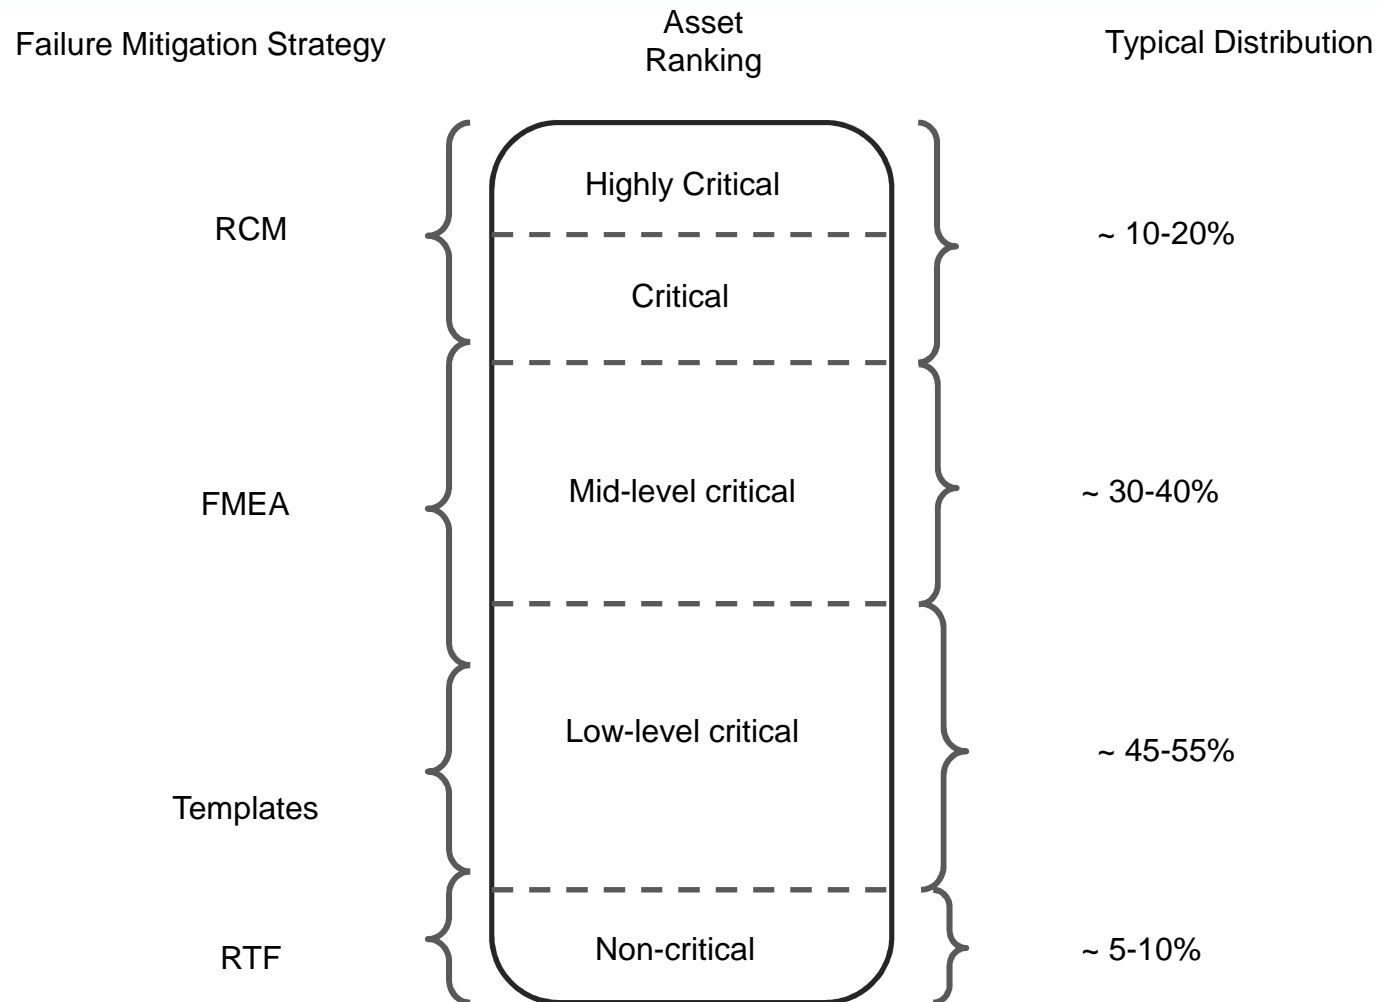 Failure Mitigation Strategy
Asset
Ranking
Typical Distribution
Highly Critical
RCM
~ 10-20%
Critical
FMEA
Mid-level critical
~ 30-40%
Low-level critical
~ 45-55%
Templates
RTF
Non-critical
~ 5-10%